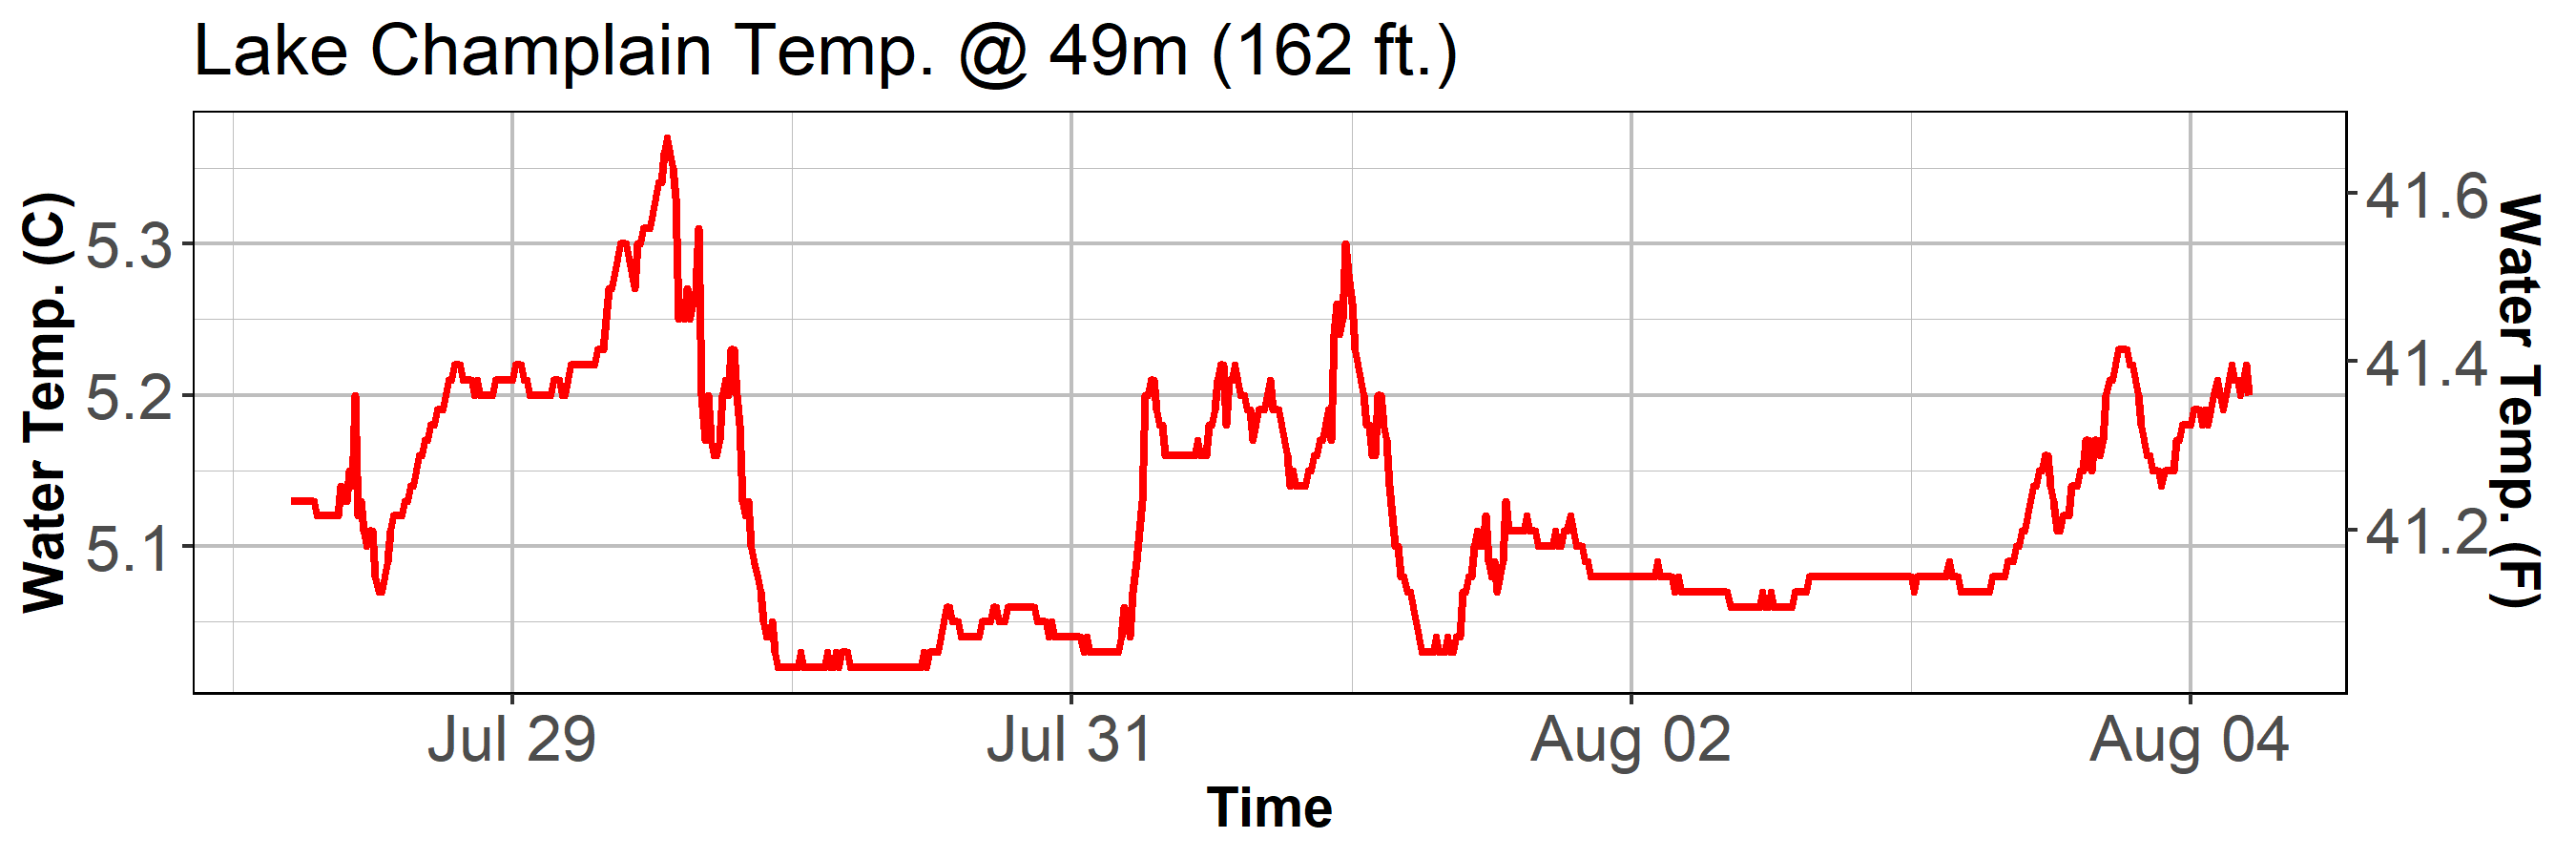 Lake Champlain Temp. @ 49m (162 ft.)
Water Temp. (C)
5.3
5.2
5.1
41.6
41.4
41.2
Water Temp. (F)
Jul 29
Jul 31
Aug 02
Aug 04
Time